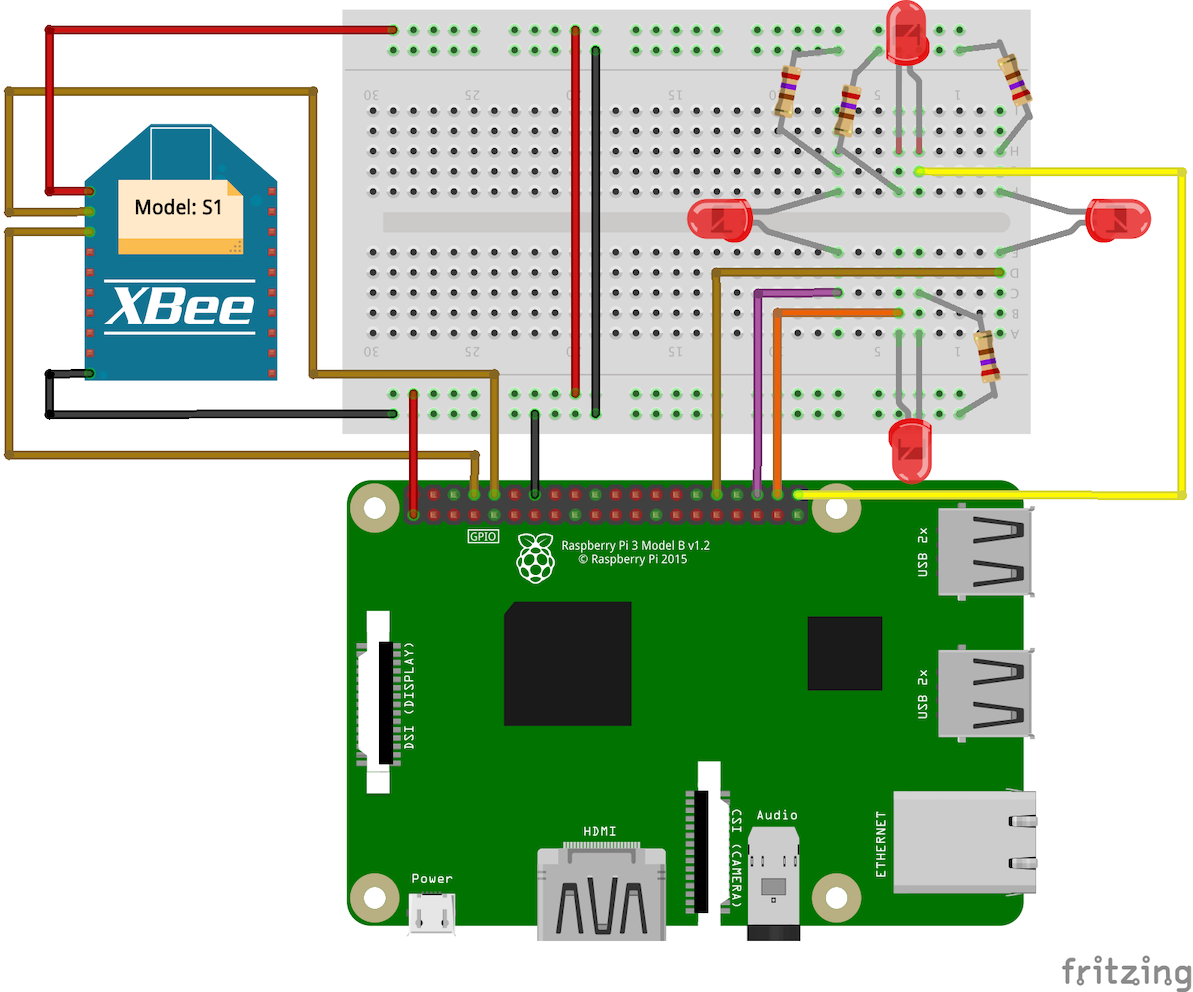 30 25 20 15 10 5 1
J
I
H
G
F
Model: S1
XBee
E
D
C
B
A
30 25 20 15 10 5 1
GPIO
Raspberry Pi 3 Model B v1.2
© Raspberry Pi 2015
USB 2x
DSI (DISPLAY)
USB 2x
HDMI
Audio
CSI (CAMERA)
ETHERNET
Power
fritzing